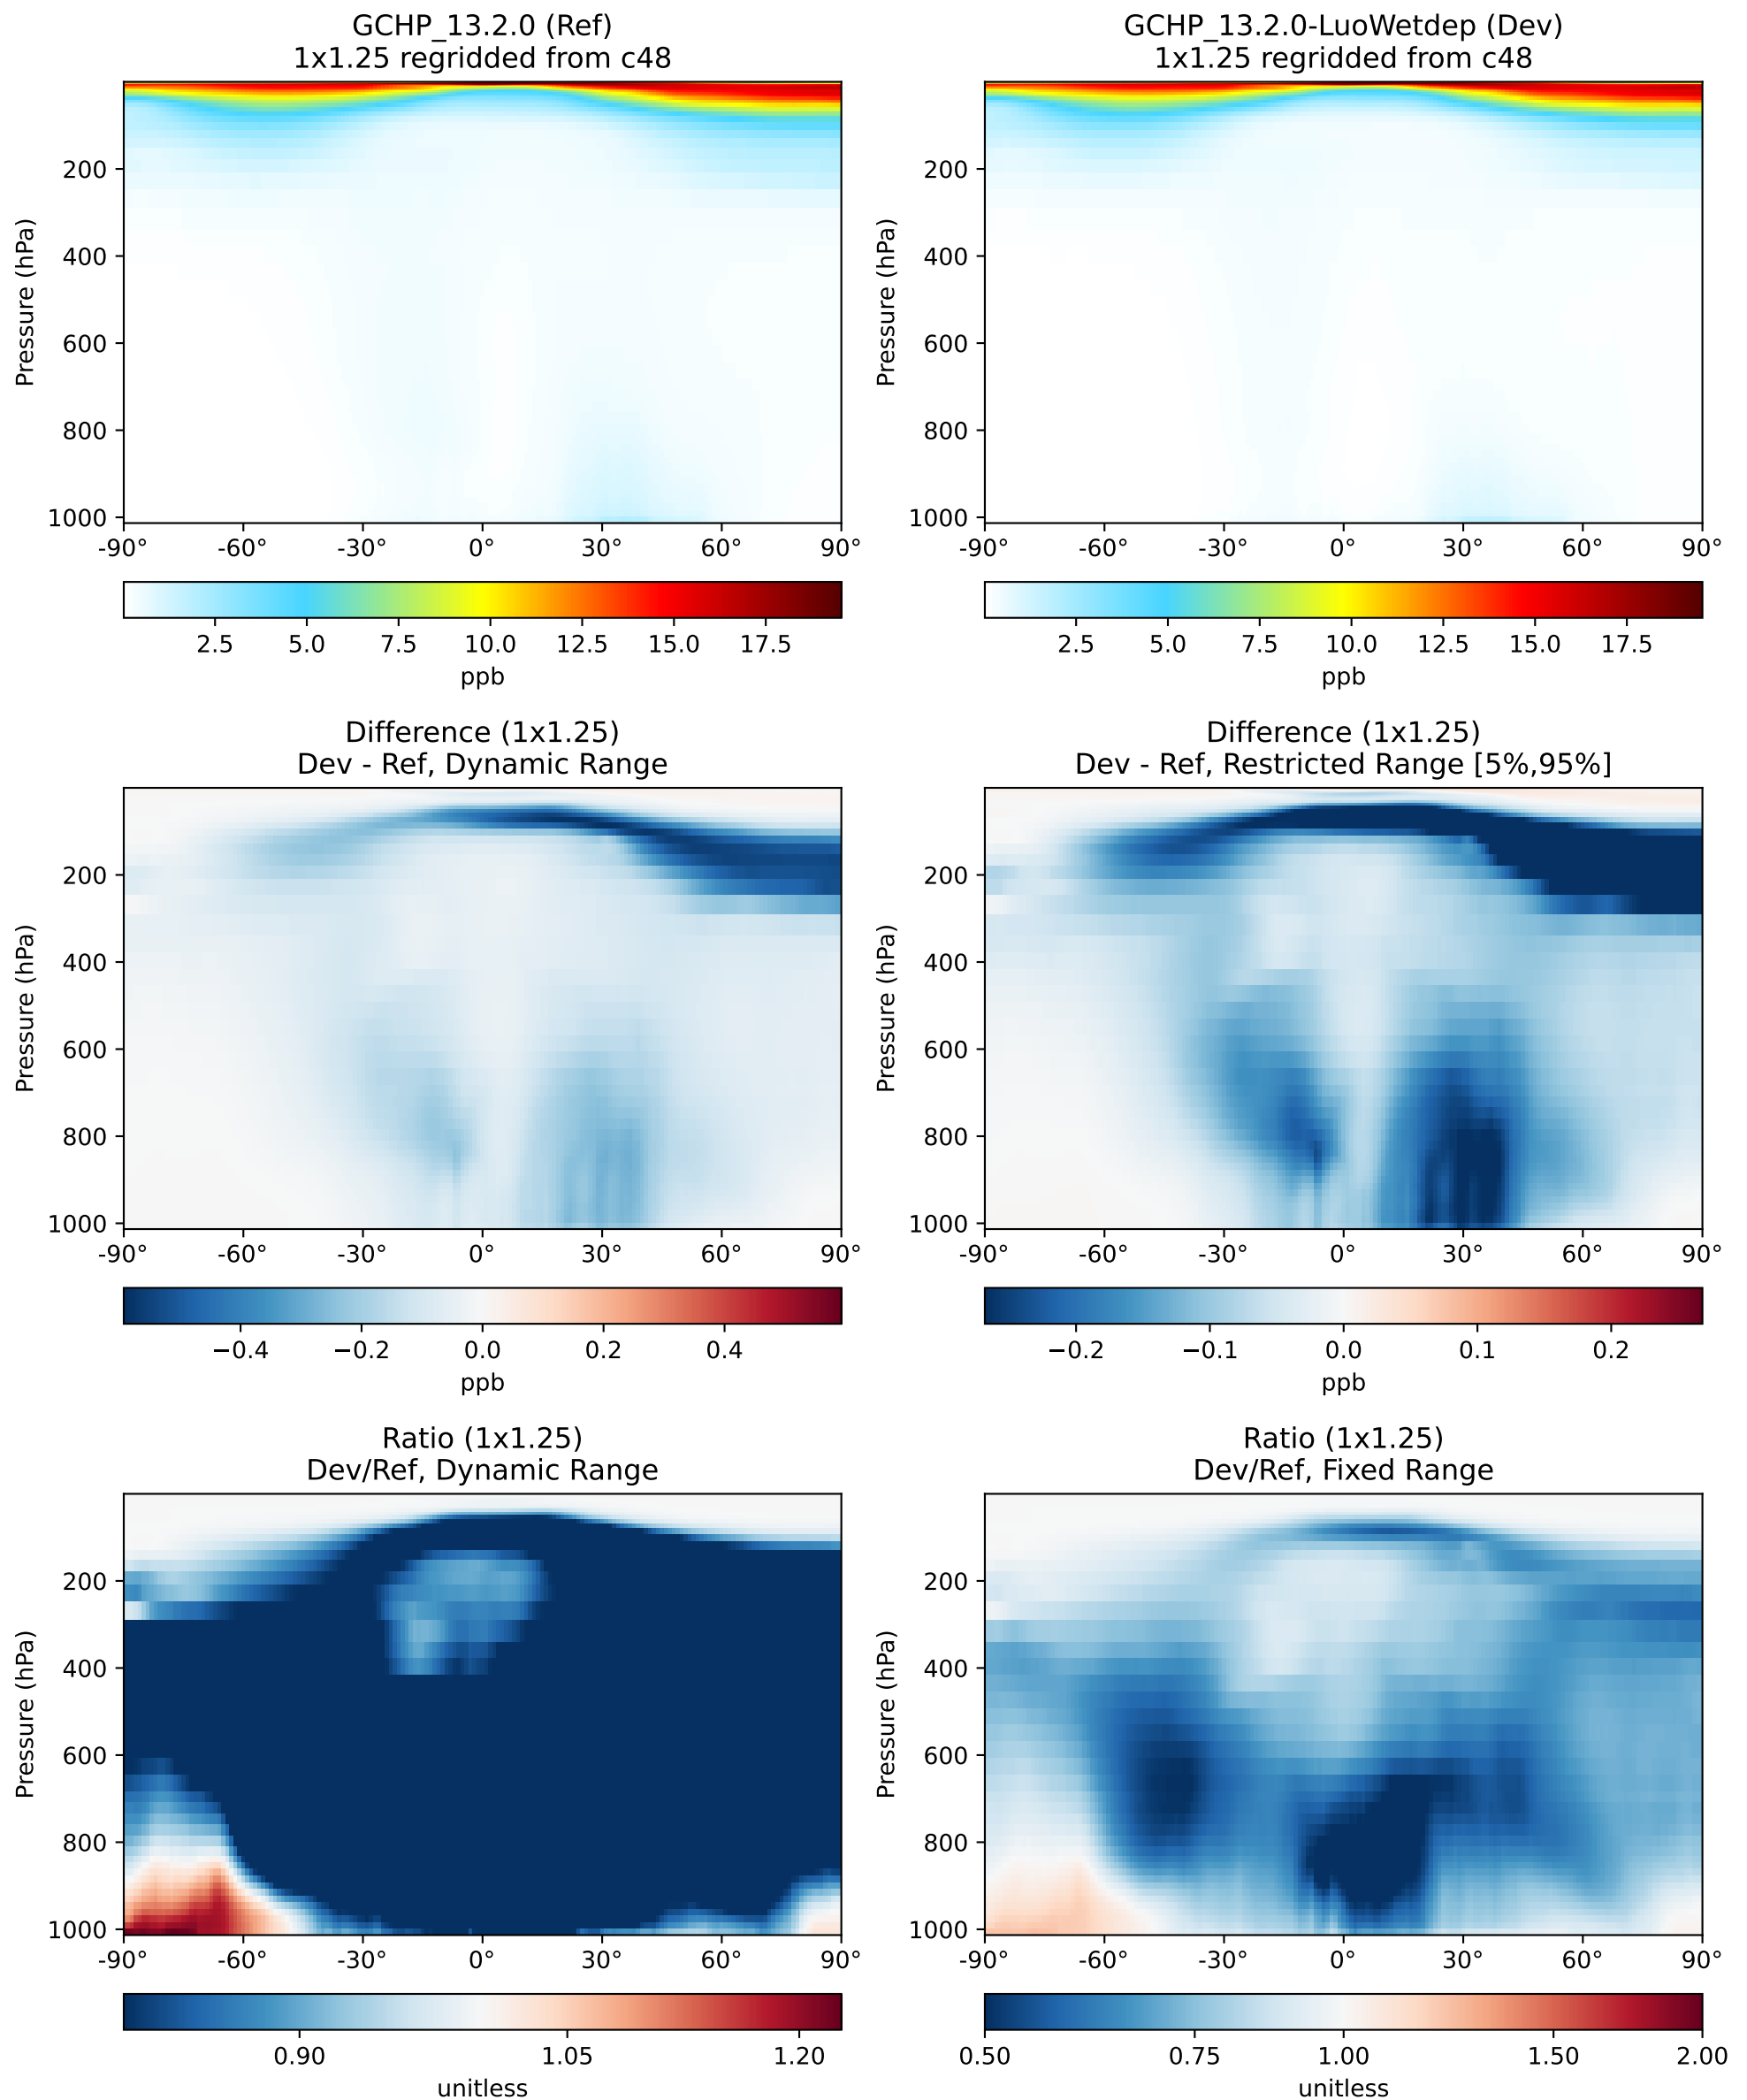 GCHP_13.2.0 (Ref)
1x1.25 regridded from c48
GCHP_13.2.0-LuoWetdep (Dev)
1x1.25 regridded from c48
Pressure (hPa)
200
400
600
800
1000
-90° -60° -30° 0° 30° 60° 90°
2.5 5.0 7.5 10.0 12.5 15.0 17.5
ppb
Pressure (hPa)
200
400
600
800
1000
-90° -60° -30° 0° 30° 60° 90°
2.5 5.0 7.5 10.0 12.5 15.0 17.5
ppb
Difference (1x1.25)
Dev - Ref, Dynamic Range
Pressure (hPa)
200
400
600
800
1000
-90° -60° -30° 0° 30° 60° 90°
−0.4 −0.2 0.0 0.2 0.4
ppb
Difference (1x1.25)
Dev - Ref, Restricted Range [5%,95%]
Pressure (hPa)
200
400
600
800
1000
-90° -60° -30° 0° 30° 60° 90°
−0.2 −0.1 0.0 0.1 0.2
ppb
Ratio (1x1.25)
Dev/Ref, Dynamic Range
Pressure (hPa)
200
400
600
800
1000
-90° -60° -30° 0° 30° 60° 90°
0.90 1.05 1.20
unitless
Ratio (1x1.25)
Dev/Ref, Fixed Range
Pressure (hPa)
200
400
600
800
1000
-90° -60° -30° 0° 30° 60° 90°
0.50 0.75 1.00 1.50 2.00
unitless